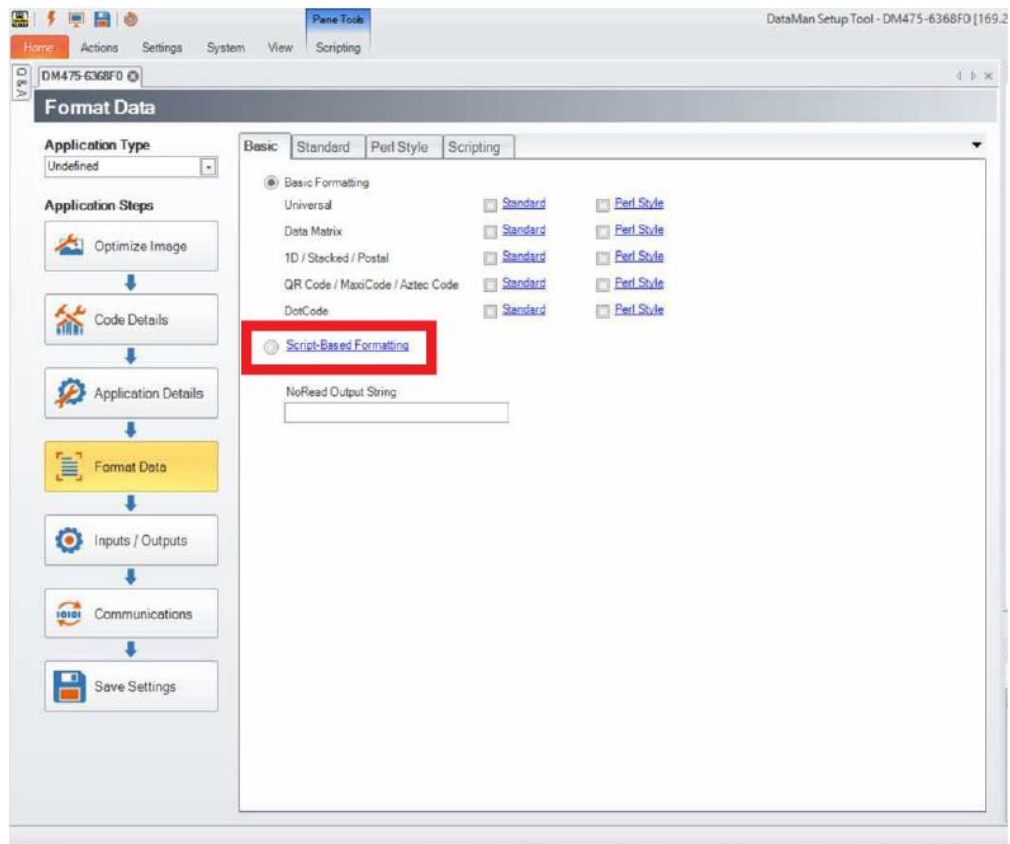 Pane Tools
DataMan Setup Tool - DM475-6368F0 [169.2
Home Actions Settings System View Scripting
Q & A
DM475-6368F0
Format Data
Application Type
Undefined
Application Steps
Optimize Image
Code Details
Application Details
Format Data
Inputs / Outputs
Communications
Save Settings
Basic Standard Perl Style Scripting
Basic Formatting
Universal Standard Perl Style
Data Matrix Standard Perl Style
1D / Stacked / Postal Standard Perl Style
QR Code / MaxiCode / Aztec Code Standard Perl Style
DotCode Standard Perl Style
Script-Based Formatting
NoRead Output String